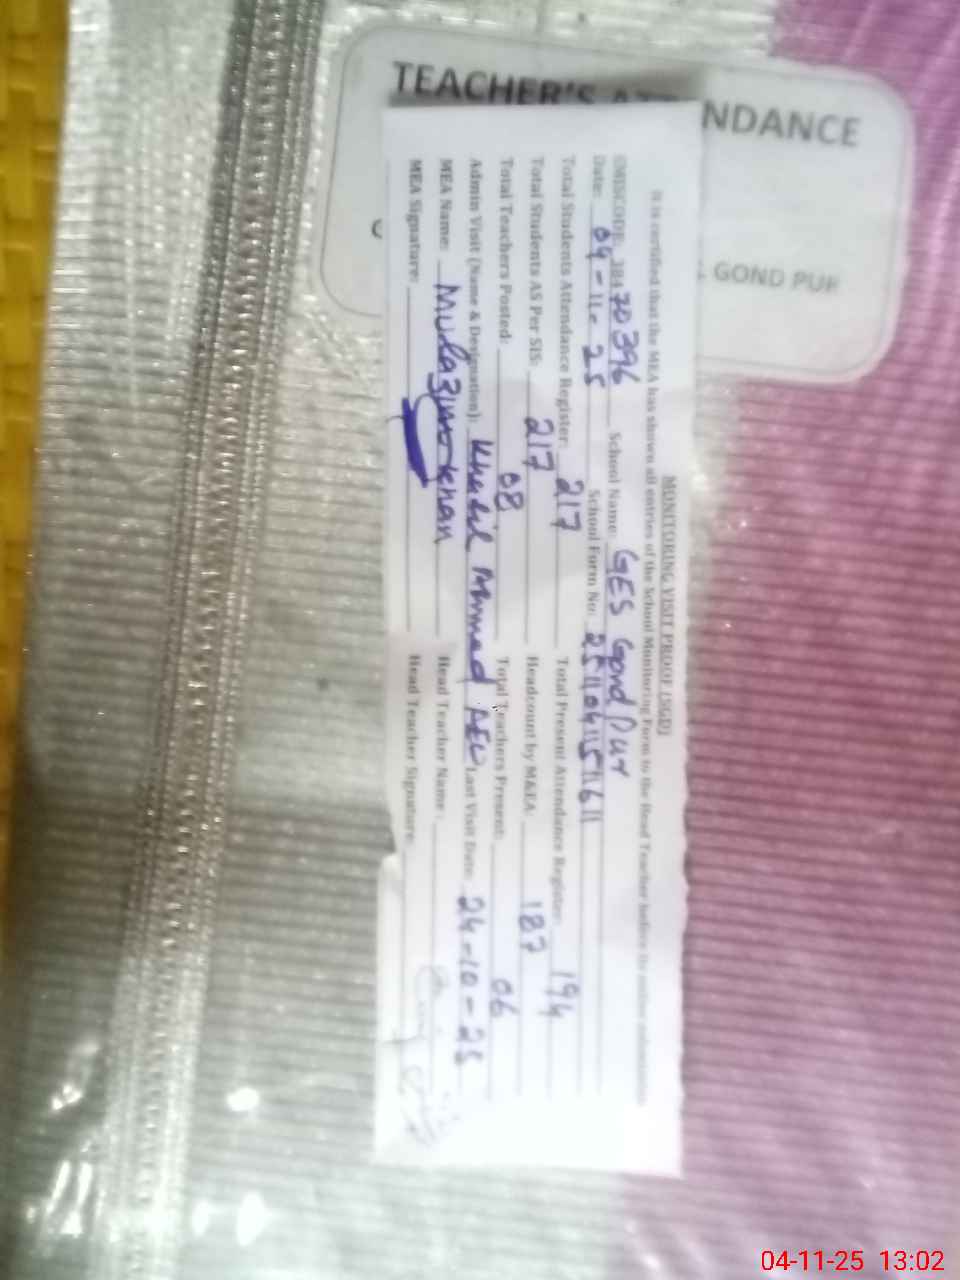 TEACHER'S ATTENDANCE
GOND PUR
MONITORING VISIT PROOF (SGD)
It is certified that the MEA has shown all entries of the School Monitoring Form to the Head Teacher before its online submission
EMISCODE: 38170396 School Name: GES Gond Pur
Date: 04-11-25 School Form No:
Total Students Attendance Register: 217 Total Present Attendance Register: 194
Total Students AS Per SIS: 217 Headcount by M&EA: 187
Total Teachers Posted: 08 Total Teachers Present: 06
Admin Visit (Name & Designation): Khalil Ahmad AEO Last Visit Date: 24-10-25
MEA Name: Mulazim Khan Head Teacher Name:
MEA Signature: Head Teacher Signature:
04-11-25 13:02